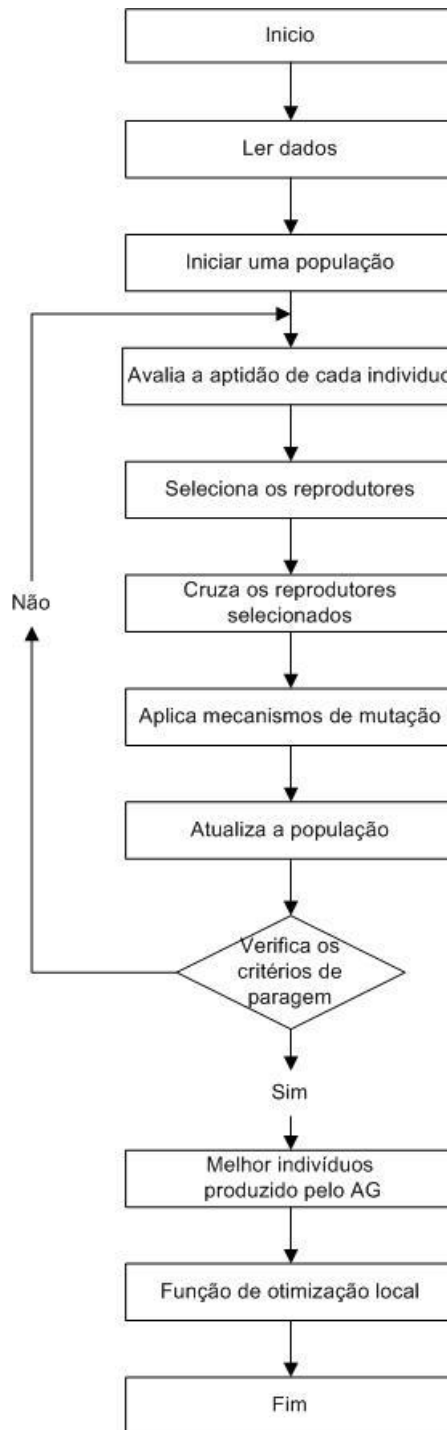 Inicio
Ler dados
Iniciar uma população
Avalia a aptidão de cada individuo
Seleciona os reprodutores
Não
Cruza os reprodutores
selecionados
Aplica mecanismos de mutação
Atualiza a população
Verifica os
critérios de
paragem
Sim
Melhor indivíduos
produzido pelo AG
Função de otimização local
Fim